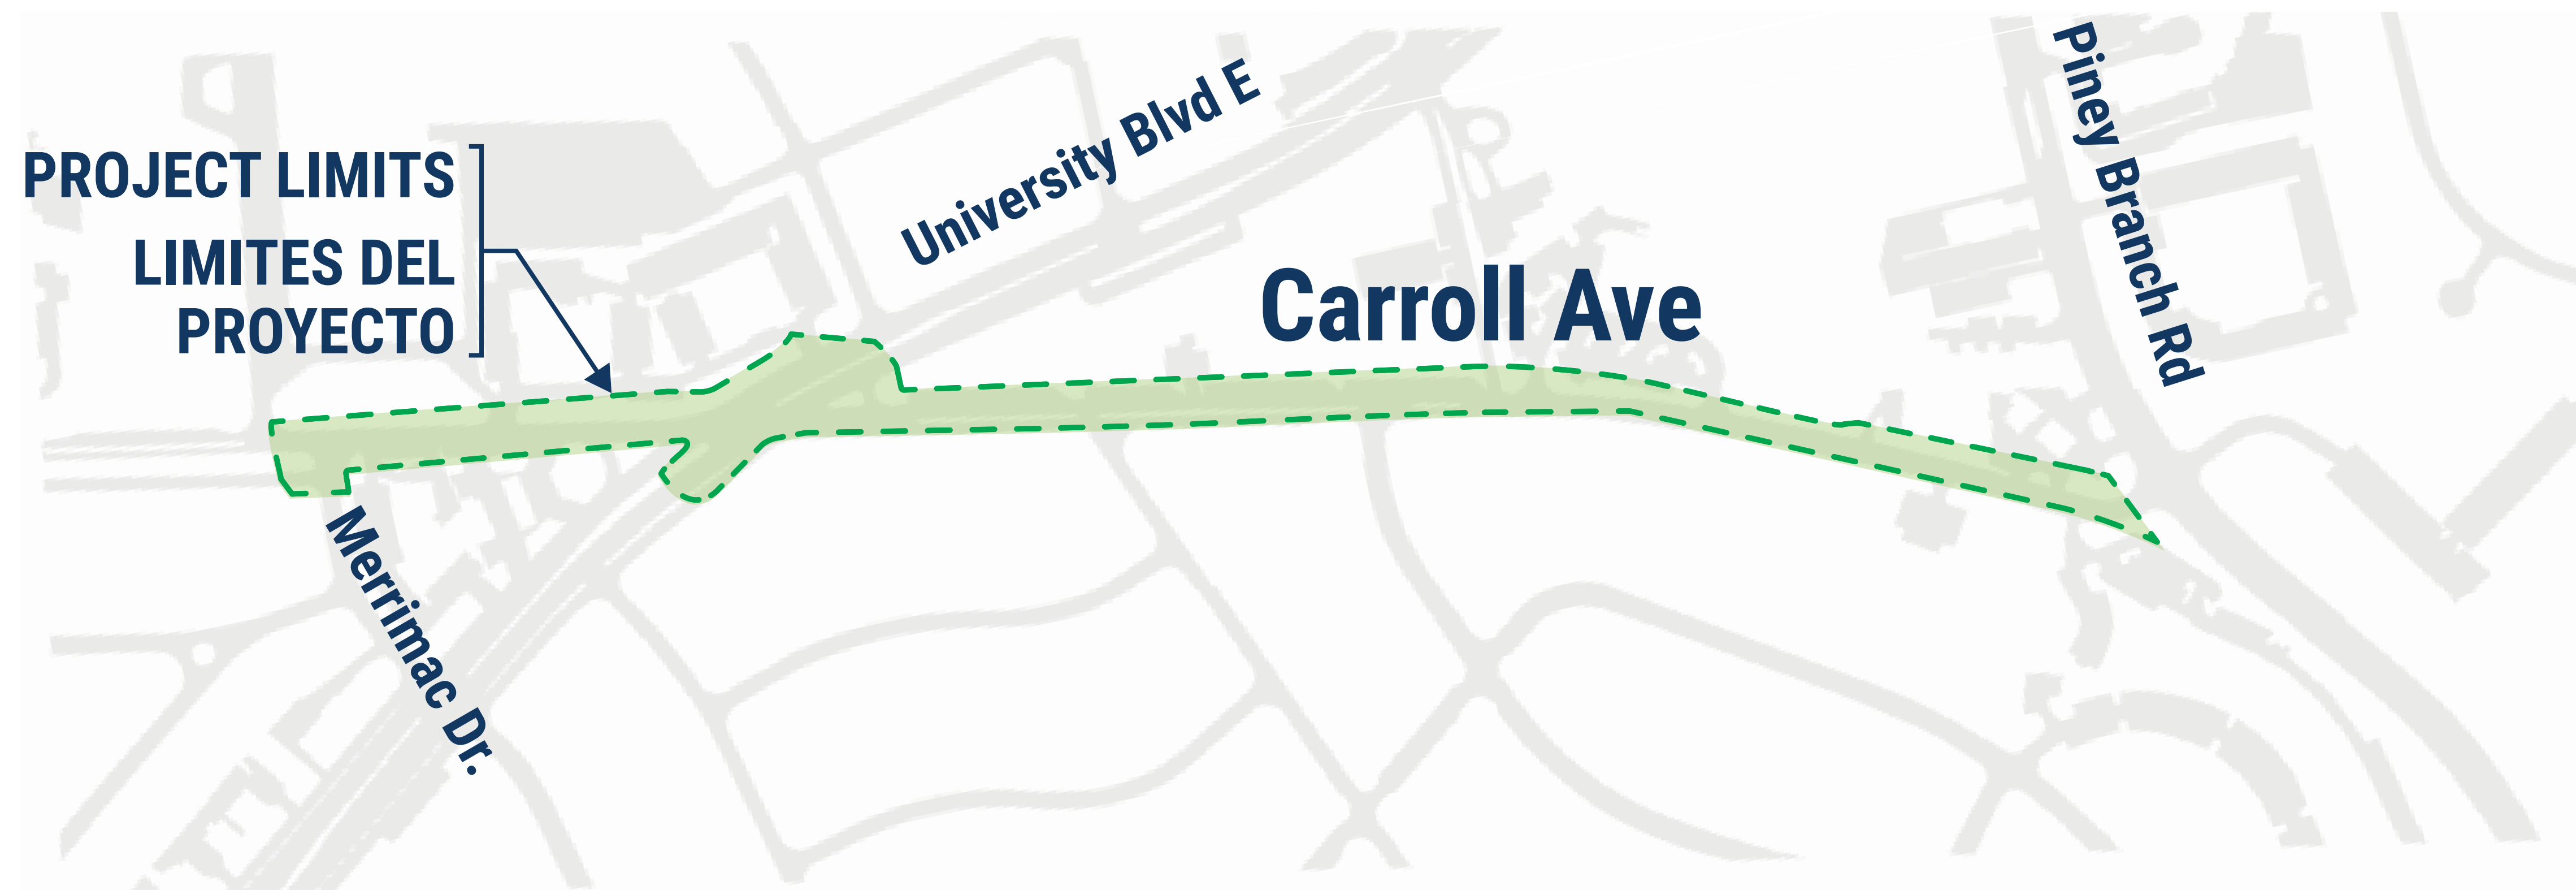 PROJECT LIMITS
LIMITES DEL
PROYECTO
University Blvd E
Carroll Ave
Piney Branch Rd
Merrimac Dr.